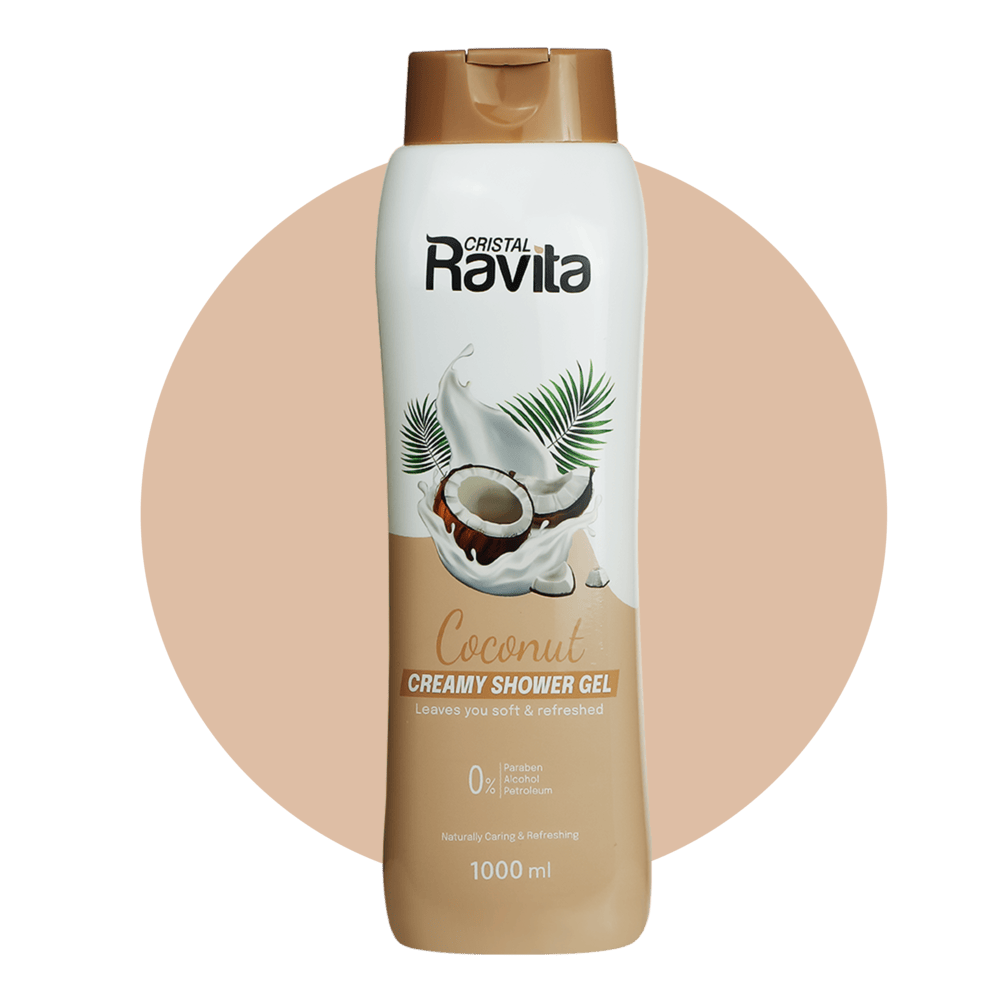 CRISTAL
Ravita
Coconut
CREAMY SHOWER GEL
Leaves you soft & refreshed
0%
Paraben
Alcohol
Petroleum
Naturally Caring & Refreshing
1000 ml